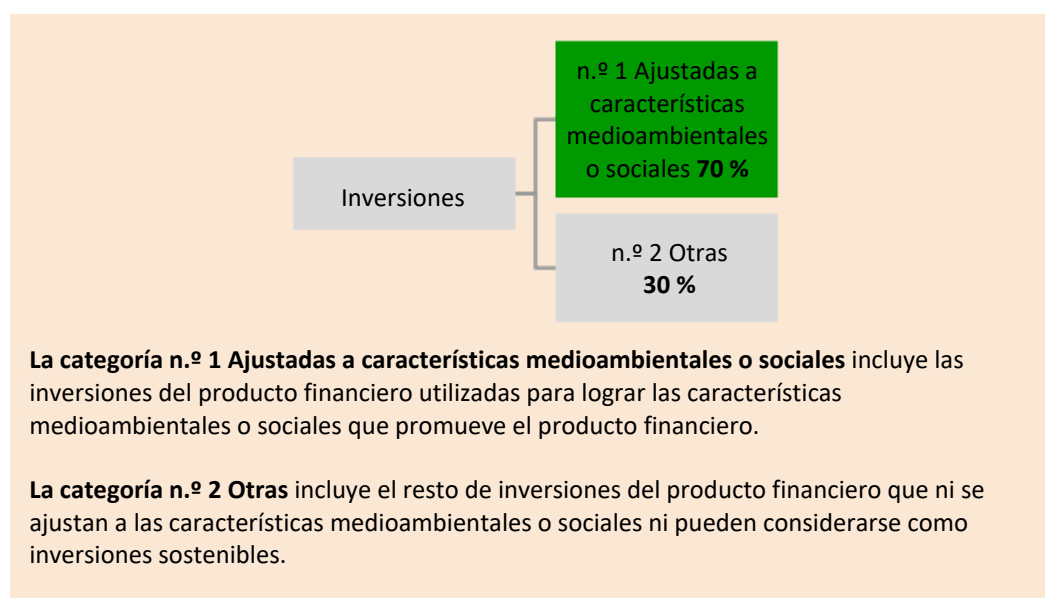 n.º 1 Ajustadas a
características
medioambientales
o sociales 70 %
Inversiones
n.º 2 Otras
30 %
La categoría n.º 1 Ajustadas a características medioambientales o sociales incluye las
inversiones del producto financiero utilizadas para lograr las características
medioambientales o sociales que promueve el producto financiero.
La categoría n.º 2 Otras incluye el resto de inversiones del producto financiero que ni se
ajustan a las características medioambientales o sociales ni pueden considerarse como
inversiones sostenibles.